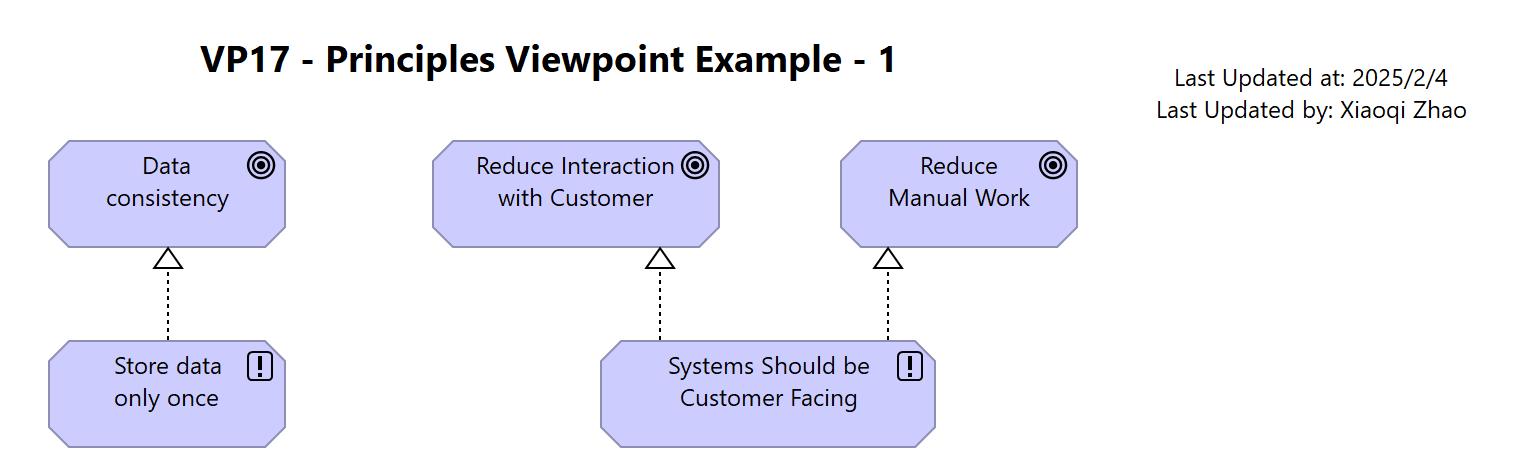 VP17 - Principles Viewpoint Example - 1
Last Updated at: 2025/2/4
Last Updated by: Xiaoqi Zhao
Data
consistency
Reduce Interaction
with Customer
Reduce
Manual Work
Store data
only once
Systems Should be
Customer Facing